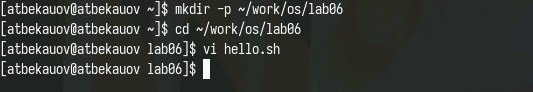 [atbekauov@atbekauov ~]$ mkdir -p ~/work/os/lab06
[atbekauov@atbekauov ~]$ cd ~/work/os/lab06
[atbekauov@atbekauov lab06]$ vi hello.sh
[atbekauov@atbekauov lab06]$